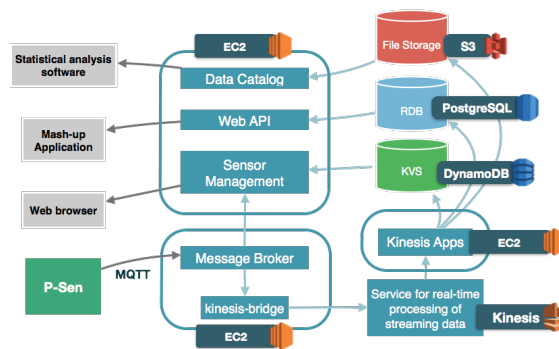 EC2
File Storage
S3
Statistical analysis
software
Data Catalog
RDB
PostgreSQL
Mash-up
Application
Web API
Sensor
Management
KVS
DynamoDB
Web browser
Kinesis Apps
EC2
P-Sen
MQTT
Message Broker
kinesis-bridge
EC2
Service for real-time
processing of
streaming data
Kinesis